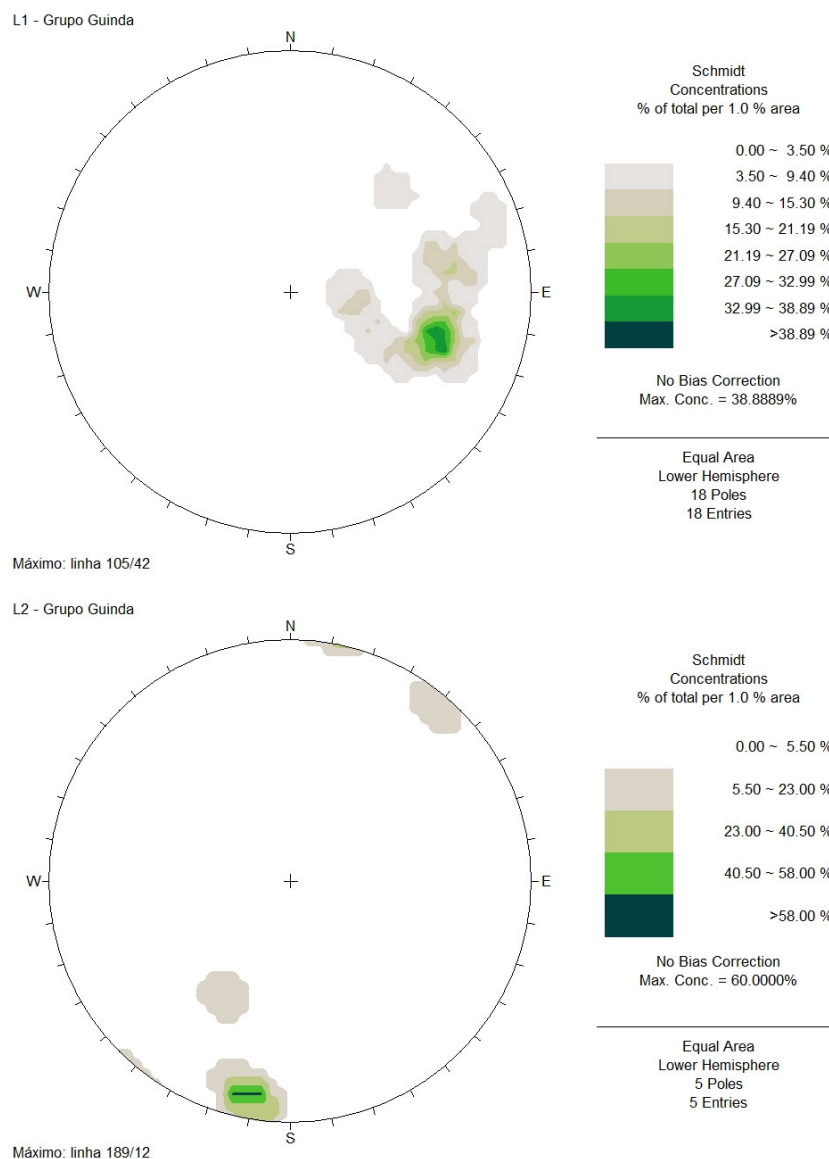 L1 - Grupo Guinda
N
W
E
S
Schmidt
Concentrations
% of total per 1.0 % area
0.00 ~ 3.50 %
3.50 ~ 9.40 %
9.40 ~ 15.30 %
15.30 ~ 21.19 %
21.19 ~ 27.09 %
27.09 ~ 32.99 %
32.99 ~ 38.89 %
>38.89 %
No Bias Correction
Max. Conc. = 38.8889%
Equal Area
Lower Hemisphere
18 Poles
18 Entries
Máximo: linha 105/42
L2 - Grupo Guinda
N
W
E
S
Schmidt
Concentrations
% of total per 1.0 % area
0.00 ~ 5.50 %
5.50 ~ 23.00 %
23.00 ~ 40.50 %
40.50 ~ 58.00 %
>58.00 %
No Bias Correction
Max. Conc. = 60.0000%
Equal Area
Lower Hemisphere
5 Poles
5 Entries
Máximo: linha 189/12